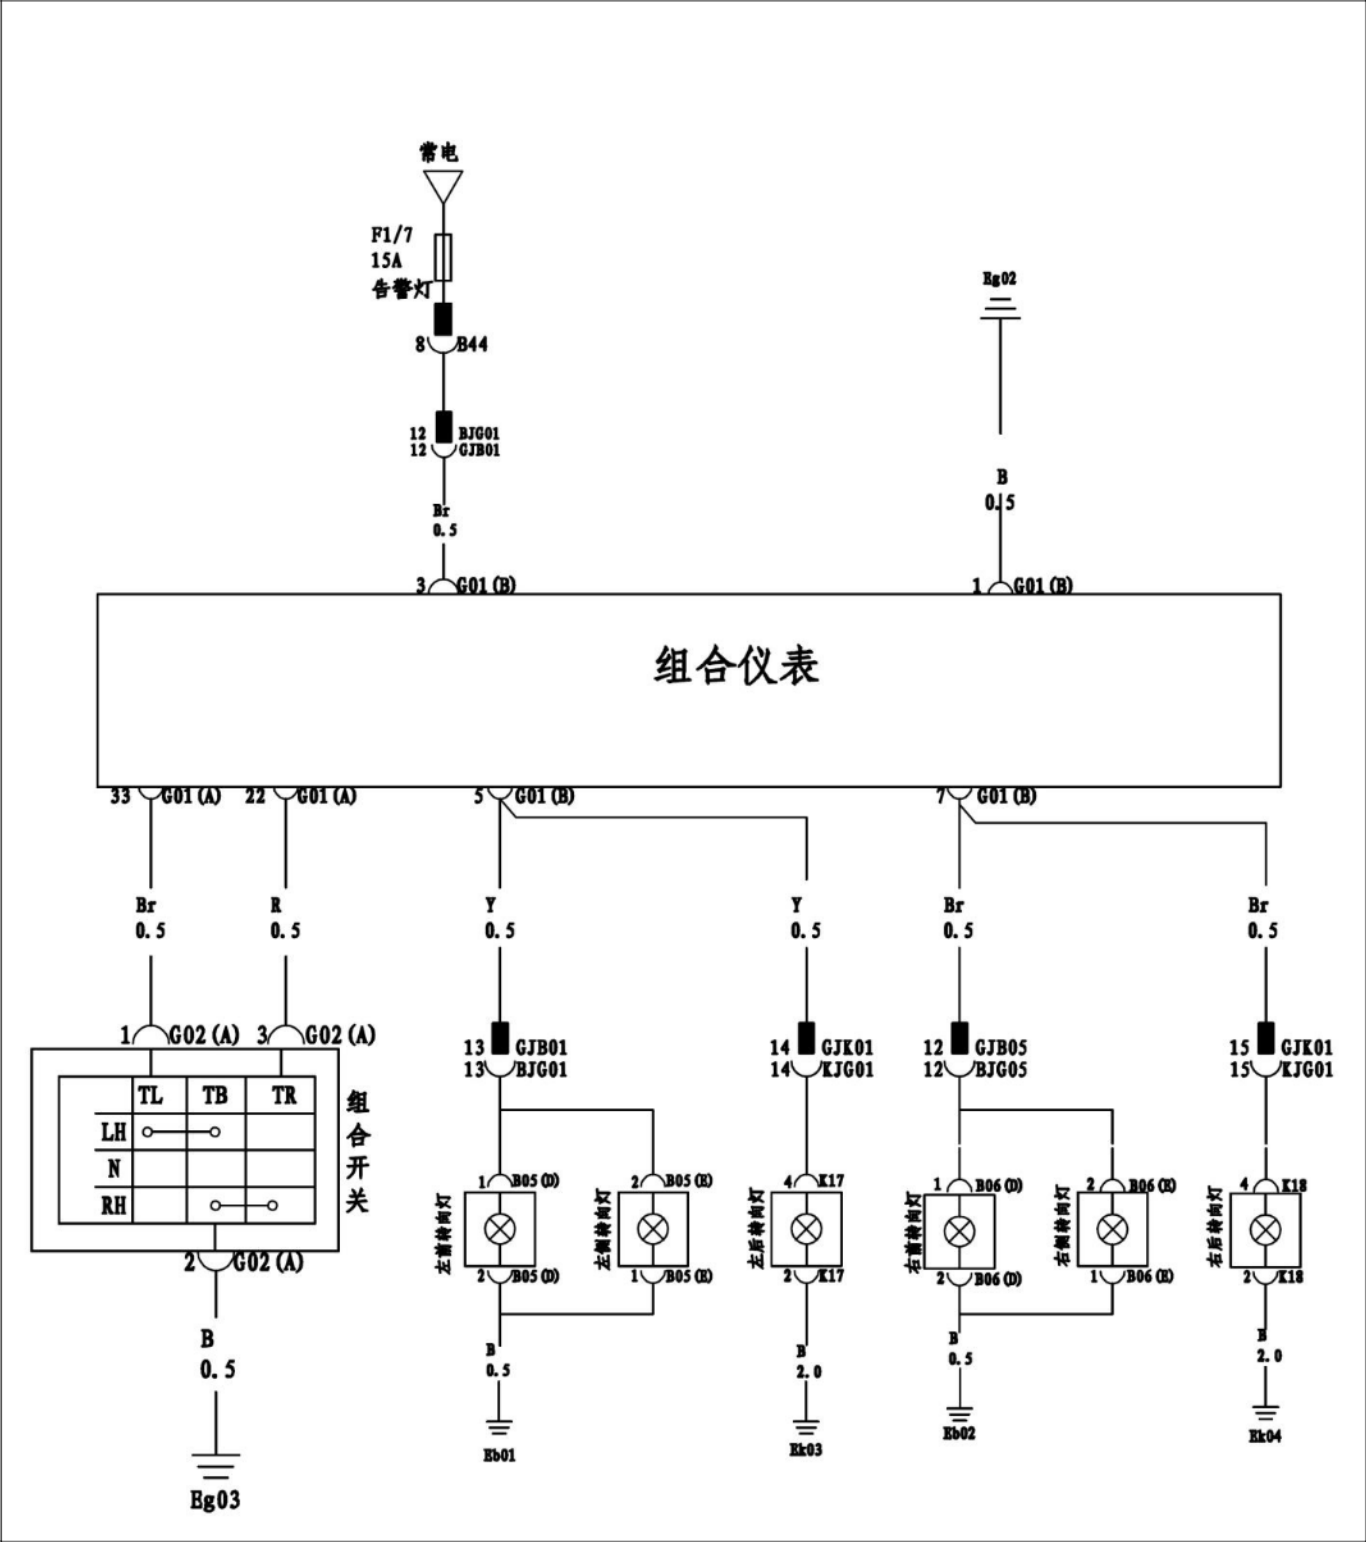 常电
F1/7
15A
告警灯
8 B44
12 BJG01
12 GJB01
Br
0.5
Eg02
B
0.5
3 G01(B)
1 G01(B)
组合仪表
33 G01(A)
22 G01(A)
5 G01(B)
7 G01(B)
Br
0.5
R
0.5
Y
0.5
Y
0.5
Br
0.5
Br
0.5
1 G02(A)
3 G02(A)
13 GJB01
13 BJG01
14 GJK01
14 KJG01
12 GJB05
12 BJG05
15 GJK01
15 KJG01
TL TB TR
LH
N
RH
组合开关
2 G02(A)
1 B05(D)
左前转向灯
2 B05(D)
2 B05(E)
左侧转向灯
1 B05(E)
4 K17
左后转向灯
2 K17
1 B06(D)
右前转向灯
2 B06(D)
2 B06(E)
右侧转向灯
1 B06(E)
4 K18
右后转向灯
2 K18
B
0.5
Eg03
B
0.5
Eb01
B
2.0
Ek03
B
0.5
Eb02
B
2.0
Ek04